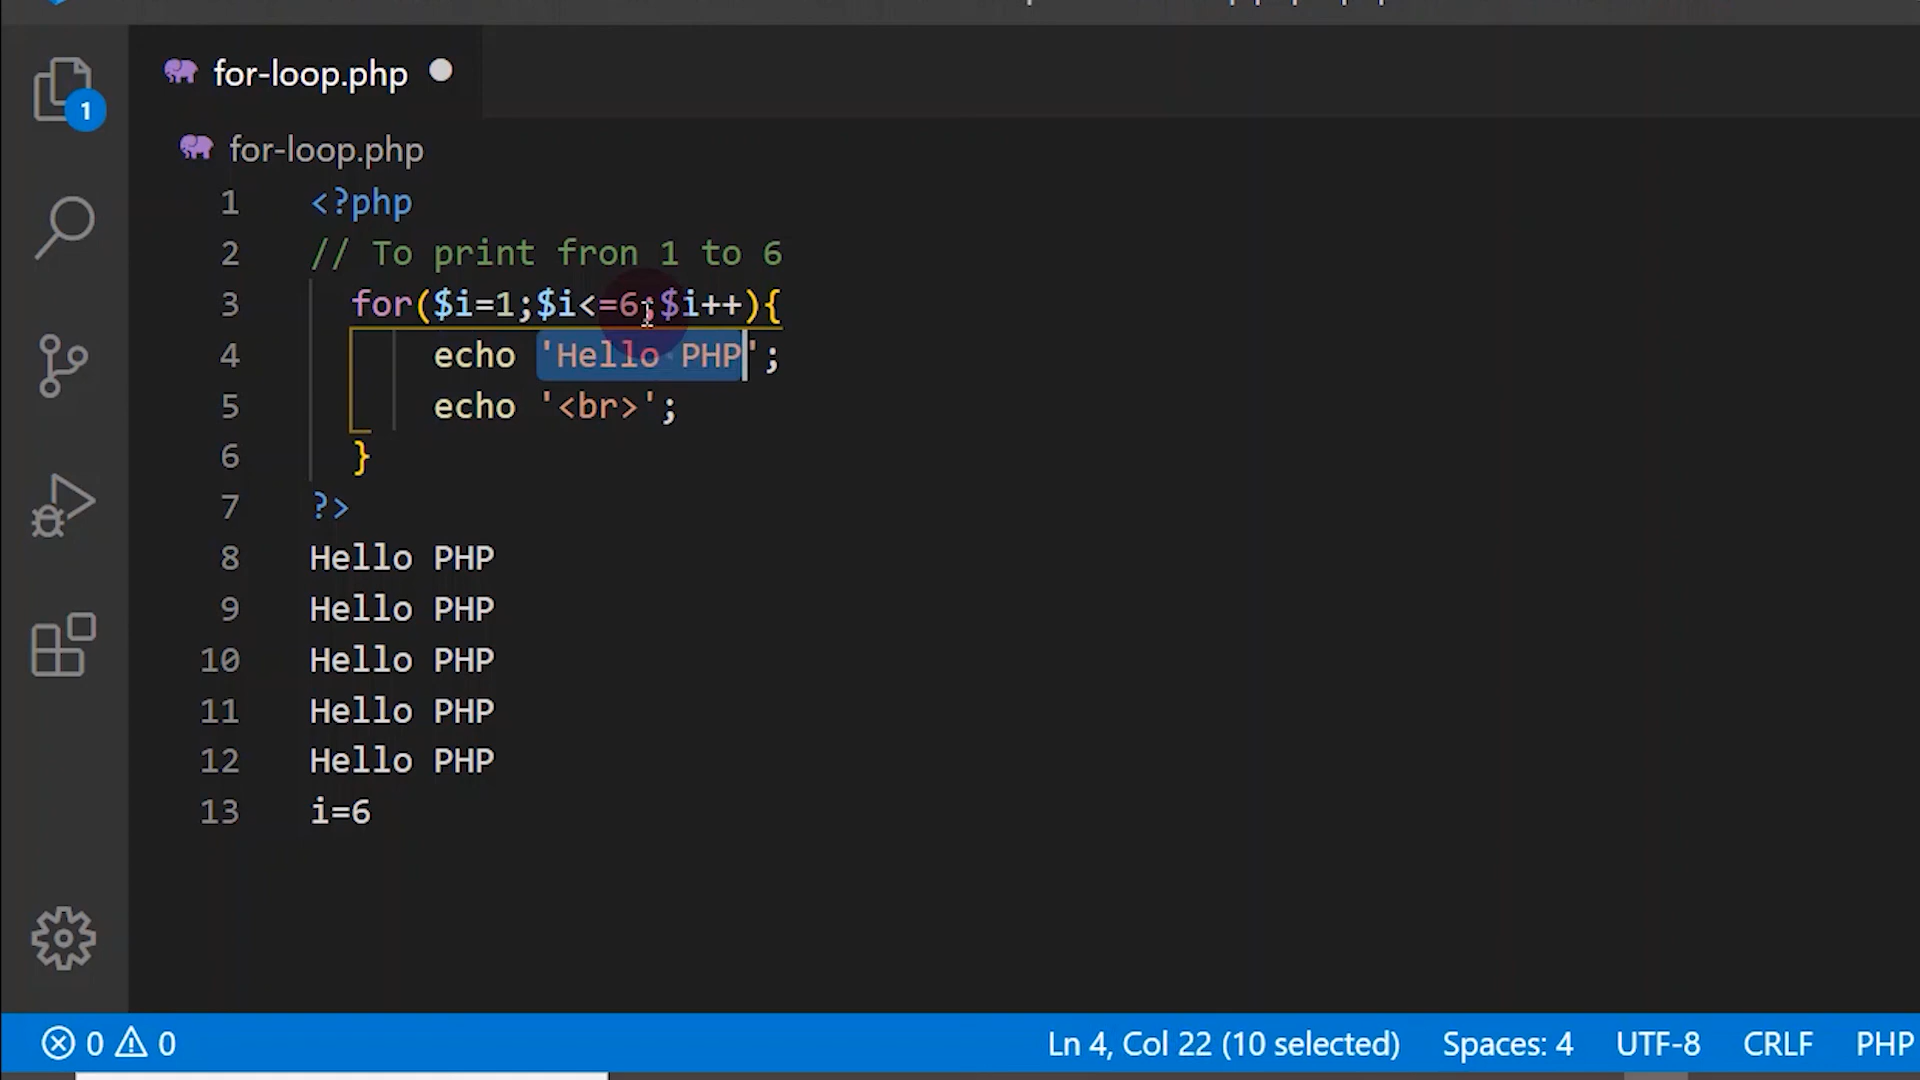 for-loop.php
1
for-loop.php
1 <?php
2 // To print fron 1 to 6
3 for($i=1;$i<=6;$i++){
4 echo 'Hello PHP';
5 echo '<br>';
6 }
7 ?>
8 Hello PHP
9 Hello PHP
10 Hello PHP
11 Hello PHP
12 Hello PHP
13 i=6
0 0 Ln 4, Col 22 (10 selected) Spaces: 4 UTF-8 CRLF PHP